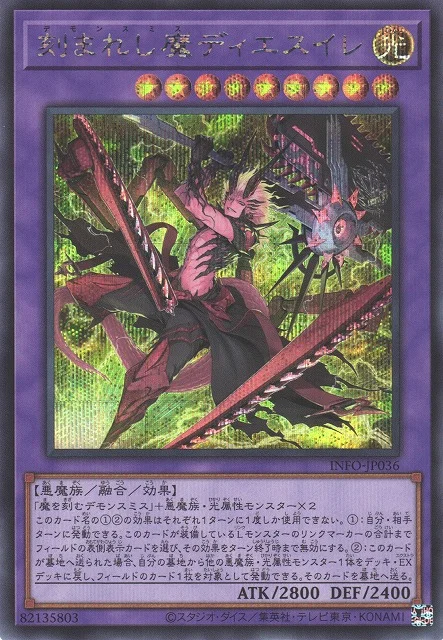 デモンスミス
刻まれし魔ディエスイレ
光
INFO-JP036
【悪魔族／融合／効果】
「魔を刻むデモンスミス」＋悪魔族・光属性モンスター×2
このカード名の①②の効果はそれぞれ1ターンに1度しか使用できない。①：自分・相手
ターンに発動できる。このカードが装備しているLモンスターのリンクマーカーの合計まで
フィールドの表側表示カードを選び、その効果をターン終了時まで無効にする。②：このカード
が墓地へ送られた場合、自分の墓地から他の悪魔族・光属性モンスター1体をデッキ・EX
デッキに戻し、フィールドのカード1枚を対象として発動できる。そのカードを墓地へ送る。
ATK/2800 DEF/2400
82135803 ©スタジオ・ダイス／集英社・テレビ東京・KONAMI